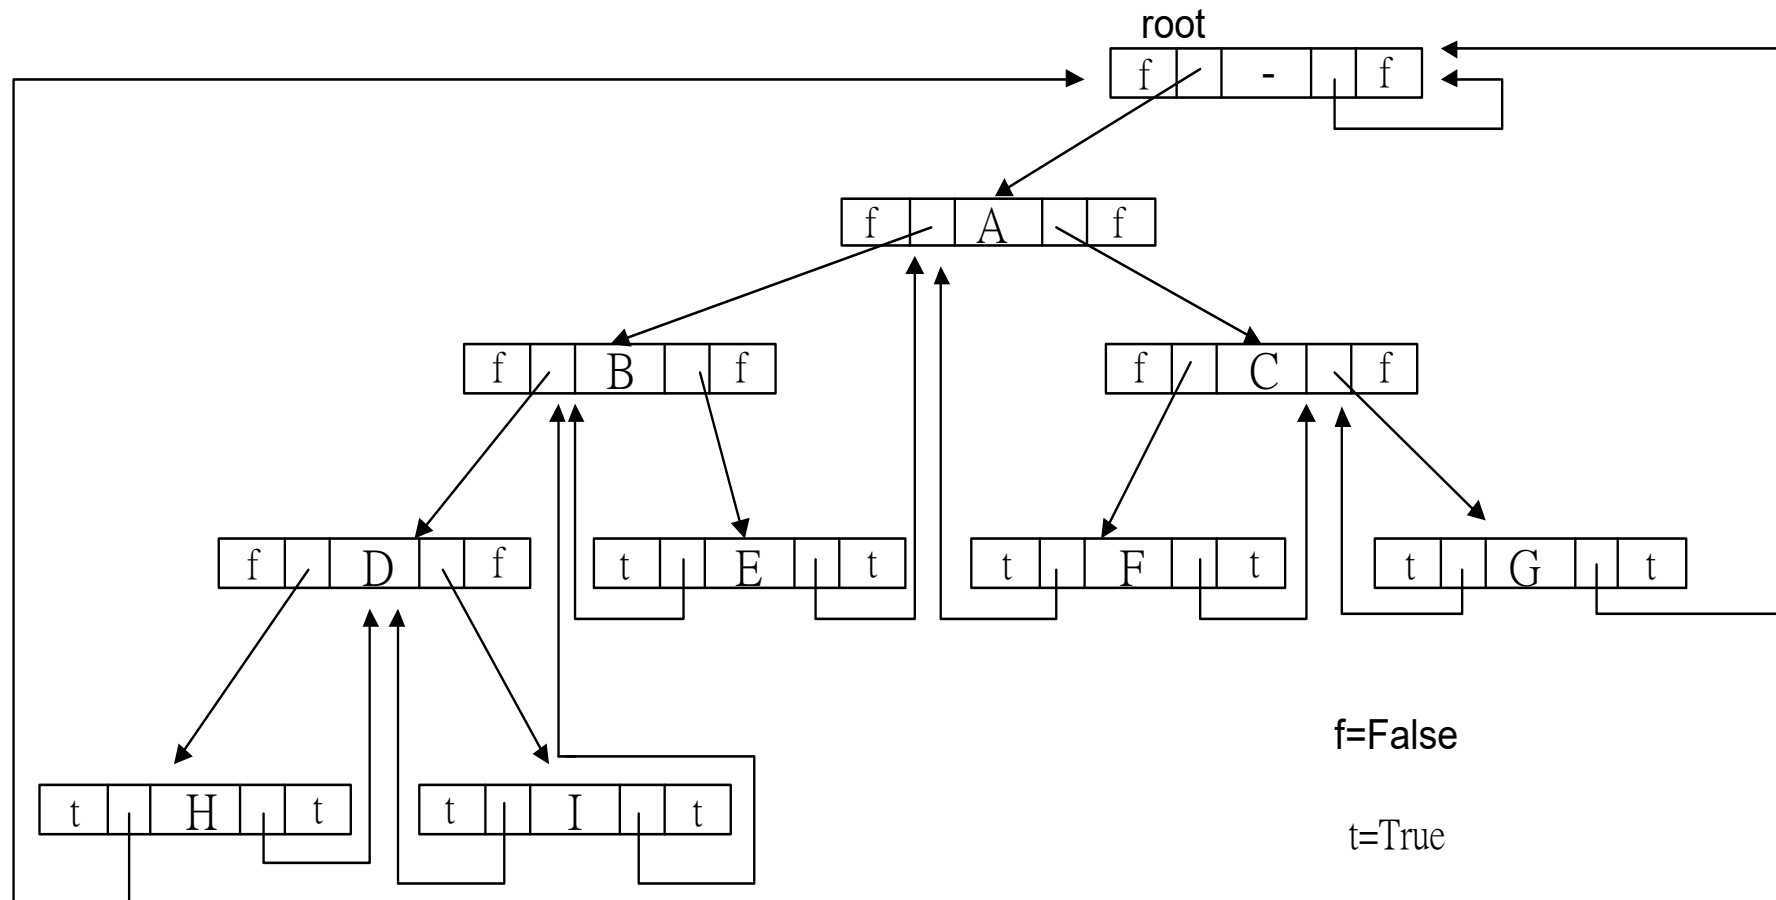 root
f - f
f A f
f B f
f C f
f D f
t E t
t F t
t G t
f=False
t H t
t I t
t=True